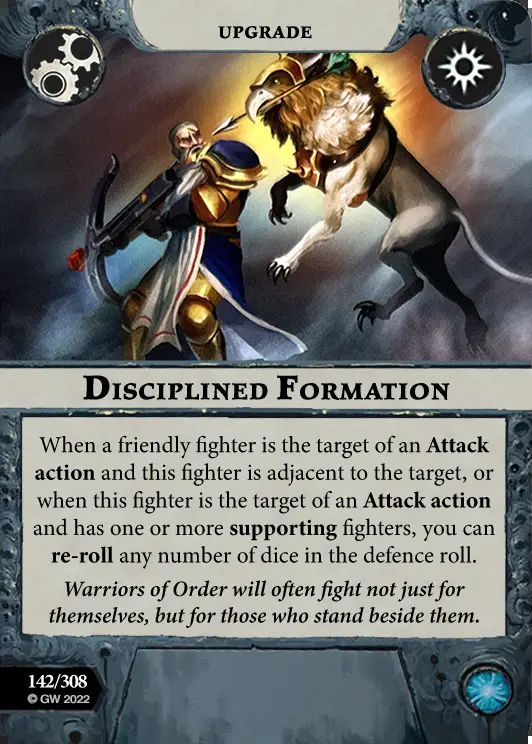 UPGRADE
DISCIPLINED FORMATION
When a friendly fighter is the target of an Attack
action and this fighter is adjacent to the target, or
when this fighter is the target of an Attack action
and has one or more supporting fighters, you can
re-roll any number of dice in the defence roll.
Warriors of Order will often fight not just for
themselves, but for those who stand beside them.
142/308
© GW 2022